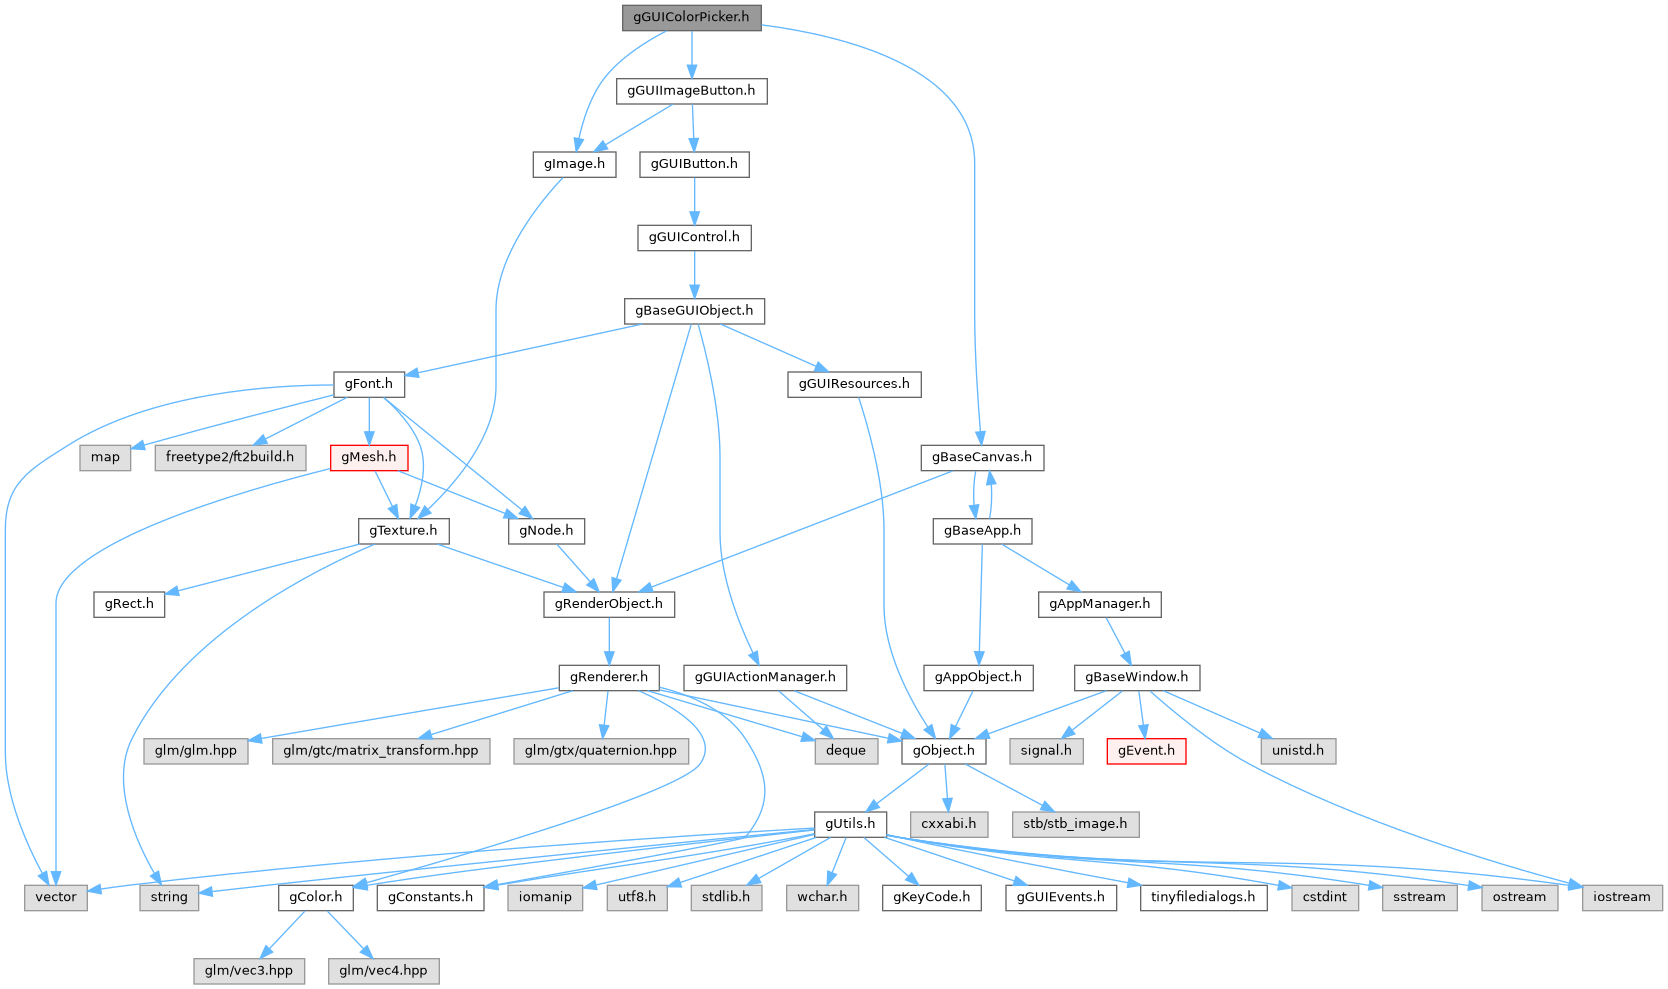 gGUIColorPicker.h
gGUIImageButton.h
gImage.h
gGUIButton.h
gGUIControl.h
gBaseGUIObject.h
gFont.h
gGUIResources.h
map
freetype2/ft2build.h
gMesh.h
gBaseCanvas.h
gTexture.h
gNode.h
gBaseApp.h
gRect.h
gRenderObject.h
gAppManager.h
gRenderer.h
gGUIActionManager.h
gAppObject.h
gBaseWindow.h
glm/glm.hpp
glm/gtc/matrix_transform.hpp
glm/gtx/quaternion.hpp
deque
gObject.h
signal.h
gEvent.h
unistd.h
gUtils.h
cxxabi.h
stb/stb_image.h
vector
string
gColor.h
gConstants.h
iomanip
utf8.h
stdlib.h
wchar.h
gKeyCode.h
gGUIEvents.h
tinyfiledialogs.h
cstdint
sstream
ostream
iostream
glm/vec3.hpp
glm/vec4.hpp